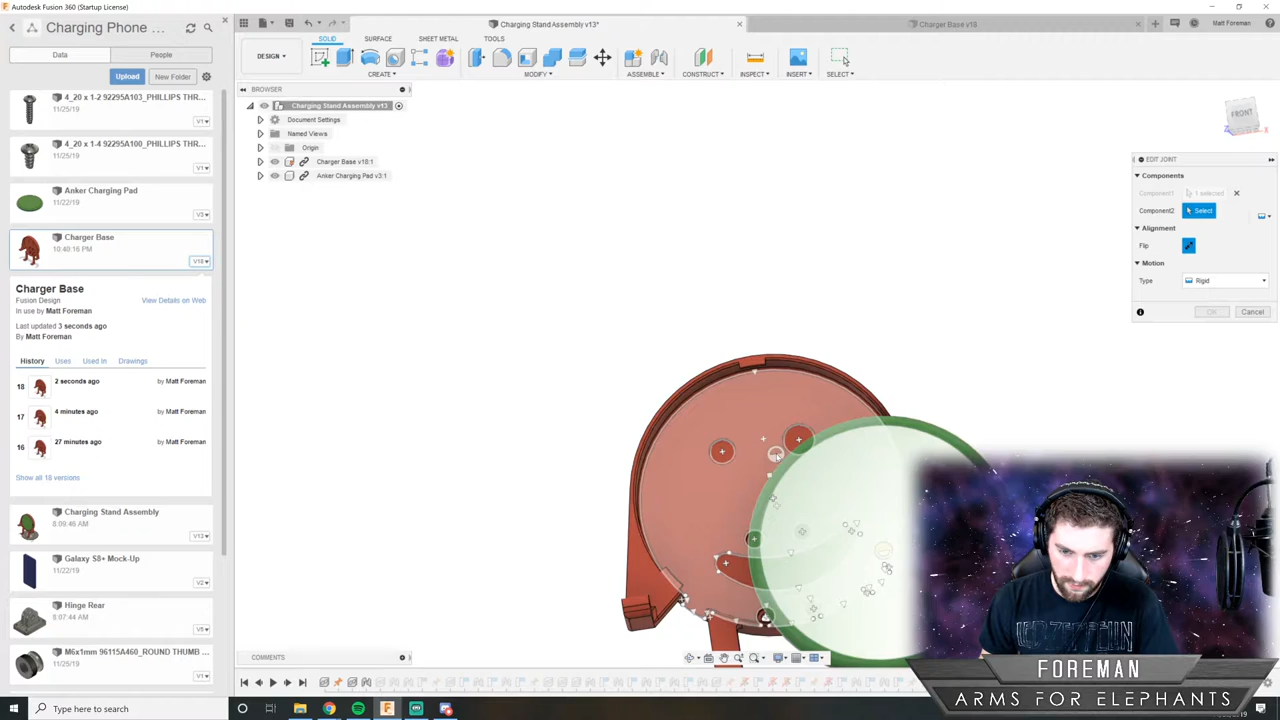 Autodesk Fusion 360 (Startup License)
Charging Phone ...
Charging Stand Assembly v13*
Charger Base v18
Matt Foreman
Data
People
SOLID
SURFACE
SHEET METAL
TOOLS
DESIGN
Upload
New Folder
CREATE
MODIFY
ASSEMBLE
CONSTRUCT
INSPECT
INSERT
SELECT
4_20 x 1-2 92295A103_PHILLIPS THR...
11/25/19
V1
4_20 x 1-4 92295A100_PHILLIPS THR...
11/25/19
V1
Anker Charging Pad
11/22/19
V3
Charger Base
10:40:16 PM
V18
Charger Base
Fusion Design
View Details on Web
In use by Matt Foreman
Last updated 3 seconds ago
By Matt Foreman
History
Uses
Used In
Drawings
18
2 seconds ago
by Matt Foreman
17
4 minutes ago
by Matt Foreman
16
27 minutes ago
by Matt Foreman
Show all 18 versions
Charging Stand Assembly
8:09:46 AM
V13
Galaxy S8+ Mock-Up
11/22/19
V2
Hinge Rear
8:07:44 AM
V5
M6x1mm 96115A460_ROUND THUMB ...
11/25/19
V1
BROWSER
Charging Stand Assembly v13
Document Settings
Named Views
Origin
Charger Base v18:1
Anker Charging Pad v3:1
FRONT
Z
X
EDIT JOINT
Components
Component1
1 selected
Component2
Select
Alignment
Flip
Motion
Type
Rigid
OK
Cancel
COMMENTS
LED ZEPPELIN
FOREMAN
ARMS FOR ELEPHANTS
Type here to search